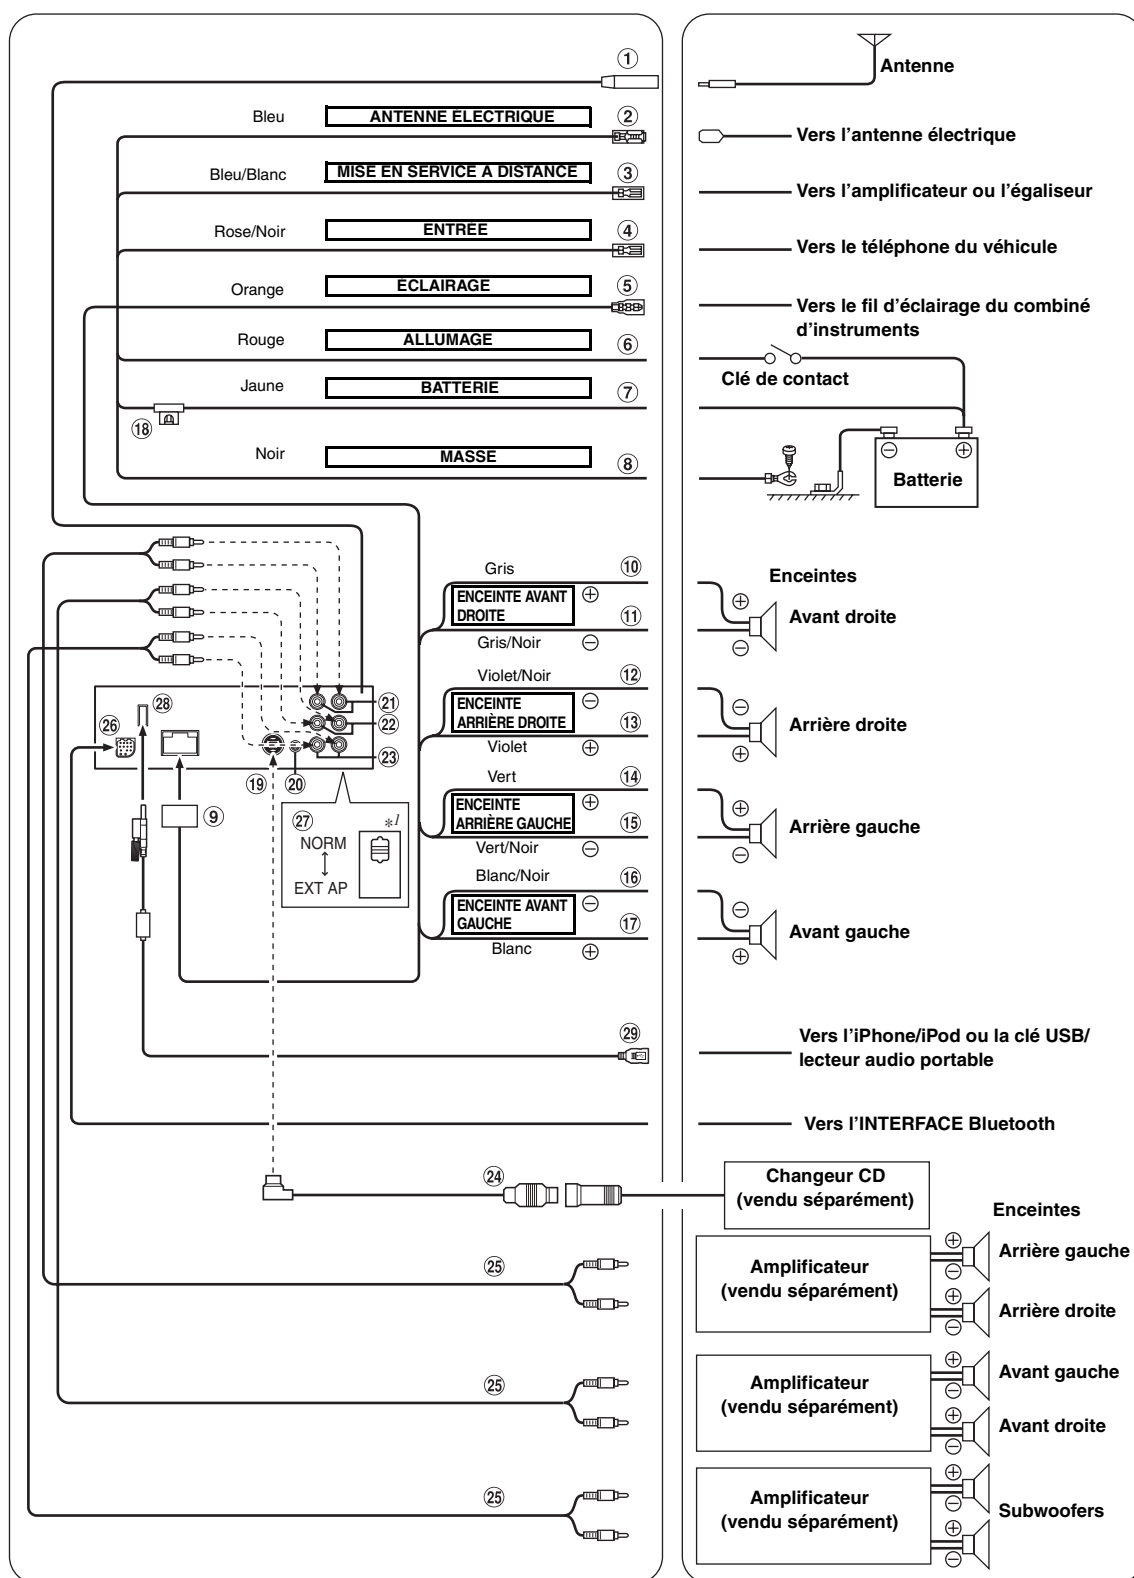 ①
Antenne
Bleu ANTENNE ÉLECTRIQUE ②
Vers l'antenne électrique
Bleu/Blanc MISE EN SERVICE A DISTANCE ③
Vers l'amplificateur ou l'égaliseur
Rose/Noir ENTRÉE ④
Vers le téléphone du véhicule
Orange ÉCLAIRAGE ⑤
Vers le fil d'éclairage du combiné
d'instruments
Rouge ALLUMAGE ⑥
Clé de contact
Jaune BATTERIE ⑦
⑱
Noir MASSE ⑧
⊖ ⊕
Batterie
Gris ⑩
ENCEINTE AVANT ⊕
DROITE ⑪
Gris/Noir ⊖
Enceintes
⊕
Avant droite
⊖
Violet/Noir ⑫
ENCEINTE ⊖
ARRIÈRE DROITE ⑬
Violet ⊕
⊖
Arrière droite
⊕
㉘ ㉑
㉖ ㉒
㉓
⑲ ⑳
⑨
㉗ *1
NORM
EXT AP
Vert ⑭
ENCEINTE ⊕
ARRIÈRE GAUCHE ⑮
Vert/Noir ⊖
⊕
Arrière gauche
⊖
Blanc/Noir ⑯
ENCEINTE AVANT ⊖
GAUCHE ⑰
Blanc ⊕
⊖
Avant gauche
⊕
㉙
Vers l'iPhone/iPod ou la clé USB/
lecteur audio portable
Vers l'INTERFACE Bluetooth
㉔
Changeur CD
(vendu séparément)
Enceintes
㉕
Amplificateur
(vendu séparément)
⊕
Arrière gauche
⊖
⊕
Arrière droite
⊖
㉕
Amplificateur
(vendu séparément)
⊕
Avant gauche
⊖
⊕
Avant droite
⊖
㉕
Amplificateur
(vendu séparément)
⊕
⊖
Subwoofers
⊕
⊖